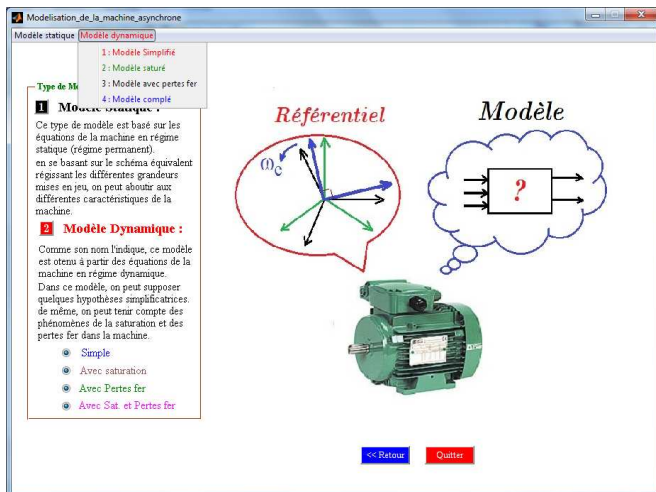 Modelisation_de_la_machine_asynchrone
Modèle statique Modèle dynamique
1 : Modèle Simplifié
2 : Modèle saturé
3 : Modèle avec pertes fer
4 : Modèle complé
Type de
1 Modèle Statique :
Ce type de modèle est basé sur les
équations de la machine en régime
statique (régime permanent).
en se basant sur le schéma équivalent
régissant les différentes grandeurs
mises en jeu, on peut aboutir aux
différentes caractéristiques de la
machine.
2 Modèle Dynamique :
Comme son nom l'indique, ce modèle
est otenu à partir des équations de la
machine en régime dynamique.
Dans ce modèle, on peut supposer
quelques hypothèses simplificatrices.
de même, on peut tenir compte des
phénomènes de la saturation et des
pertes fer dans la machine.
Simple
Avec saturation
Avec Pertes fer
Avec Sat. et Pertes fer
Référentiel
ωc
Modèle
?
<< Retour
Quitter